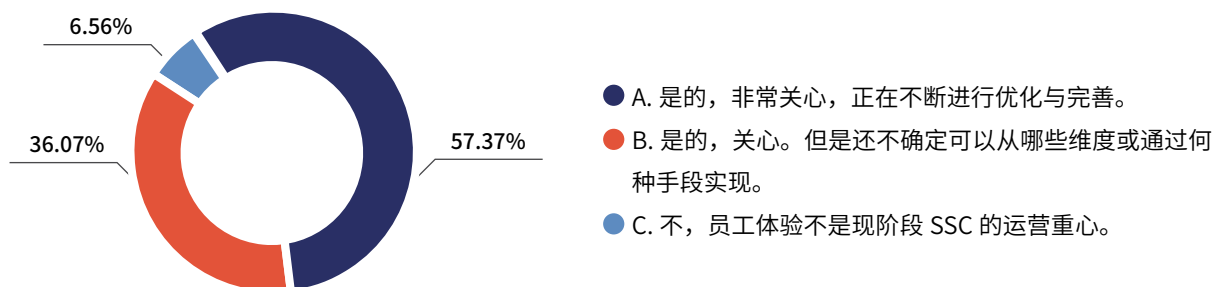 6.56%
36.07%
57.37%
A. 是的，非常关心，正在不断进行优化与完善。
B. 是的，关心。但是还不确定可以从哪些维度或通过何
种手段实现。
C. 不，员工体验不是现阶段 SSC 的运营重心。